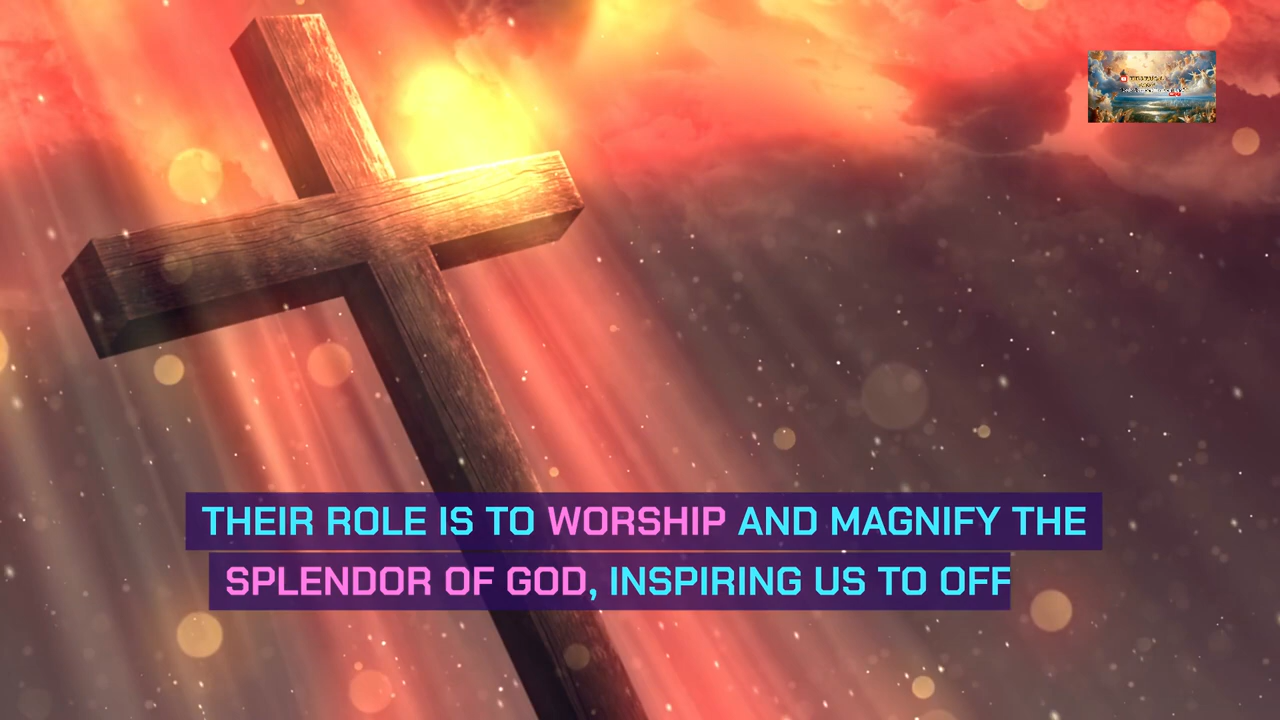 THEIR ROLE IS TO WORSHIP AND MAGNIFY THE
SPLENDOR OF GOD, INSPIRING US TO OFF